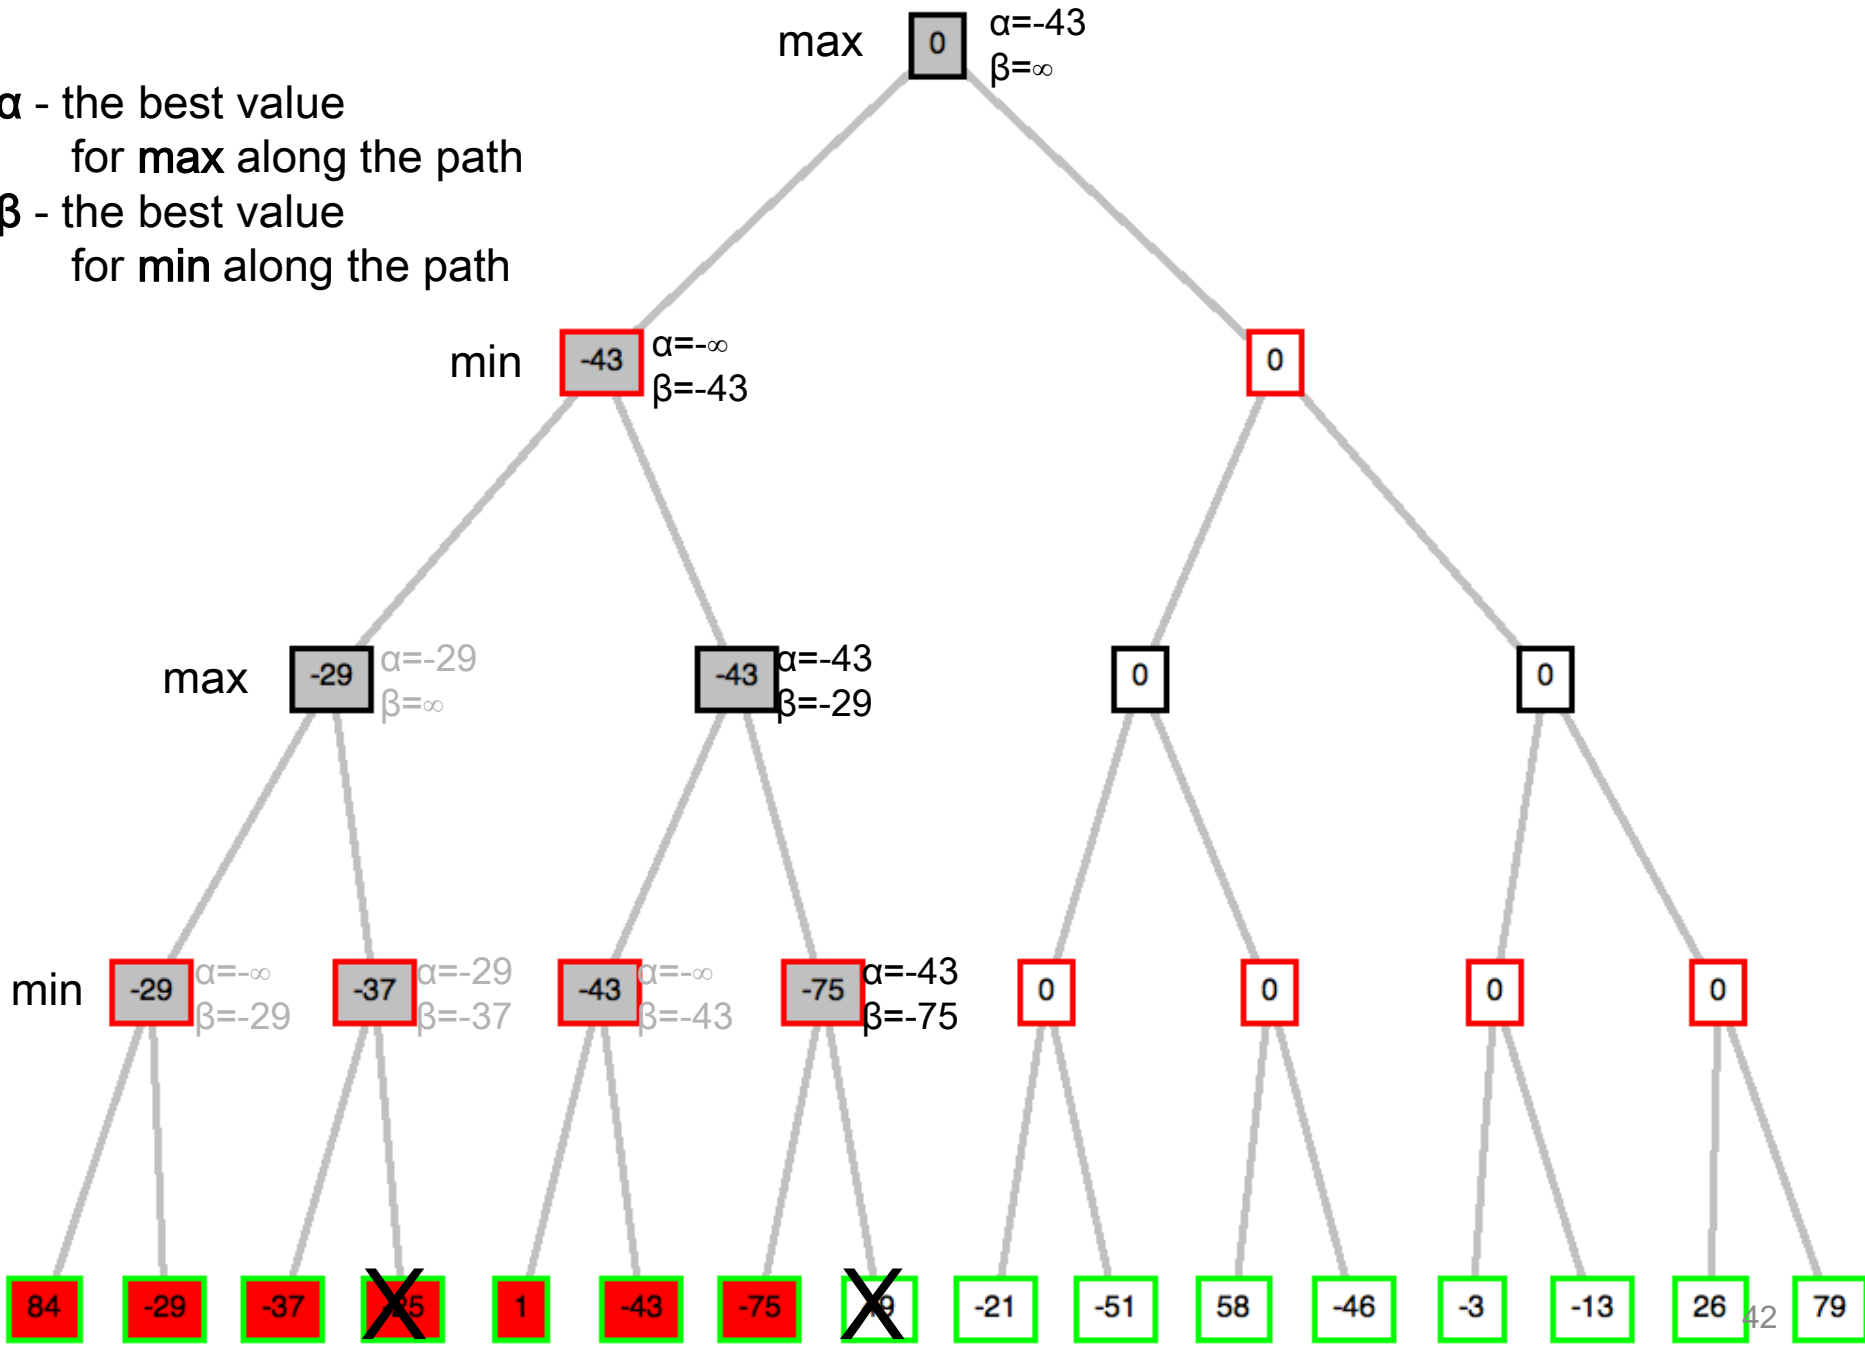 max
0
α=-43
β=∞
α - the best value
for max along the path
β - the best value
for min along the path
min
-43
α=-∞
β=-43
0
max
-29
α=-29
β=∞
-43
α=-43
β=-29
0
0
min
-29
α=-∞
β=-29
-37
α=-29
β=-37
-43
α=-∞
β=-43
-75
α=-43
β=-75
0
0
0
0
84
-29
-37
X
1
-43
-75
X
-21
-51
58
-46
-3
-13
26
42
79